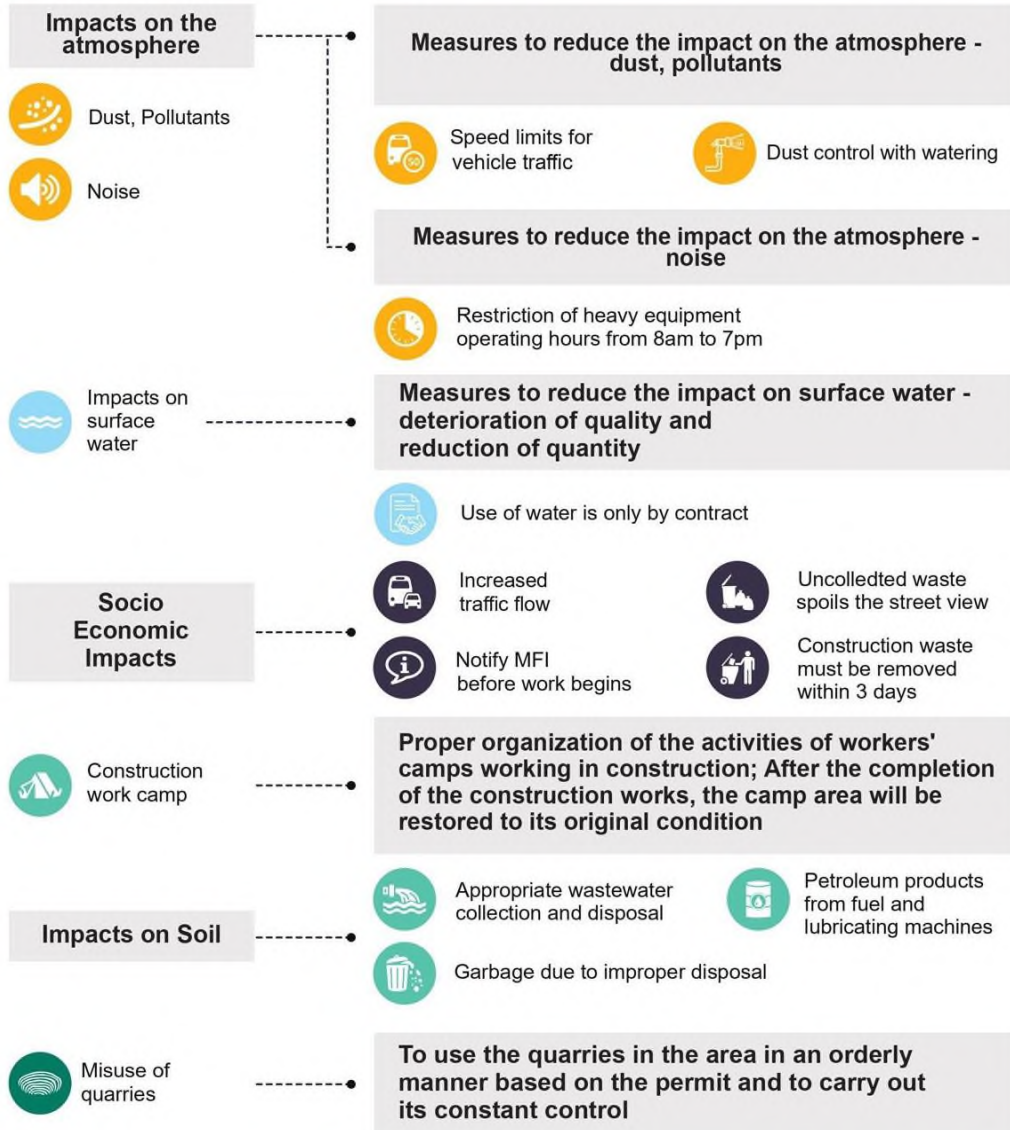 Impacts on the
atmosphere
Dust, Pollutants
Noise
Measures to reduce the impact on the atmosphere -
dust, pollutants
Speed limits for
vehicle traffic
50
Dust control with watering
Measures to reduce the impact on the atmosphere -
noise
Restriction of heavy equipment
operating hours from 8am to 7pm
Impacts on
surface
water
Measures to reduce the impact on surface water -
deterioration of quality and
reduction of quantity
Use of water is only by contract
Socio
Economic
Impacts
Increased
traffic flow
Uncolledted waste
spoils the street view
Notify MFI
before work begins
Construction waste
must be removed
within 3 days
Construction
work camp
Proper organization of the activities of workers'
camps working in construction; After the completion
of the construction works, the camp area will be
restored to its original condition
Impacts on Soil
Appropriate wastewater
collection and disposal
Petroleum products
from fuel and
lubricating machines
Garbage due to improper disposal
Misuse of
quarries
To use the quarries in the area in an orderly
manner based on the permit and to carry out
its constant control